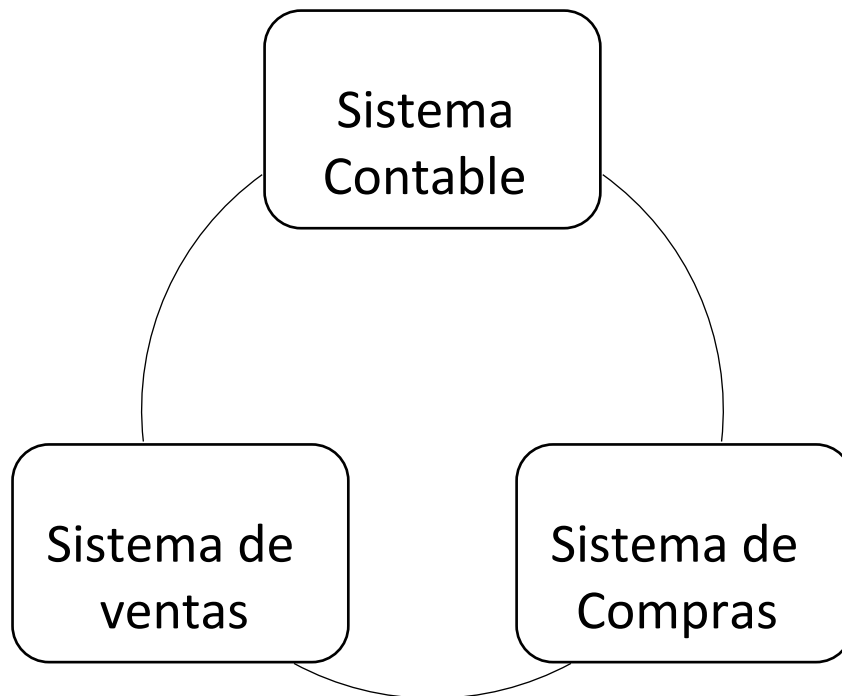 Sistema
Contable
Sistema de
ventas
Sistema de
Compras